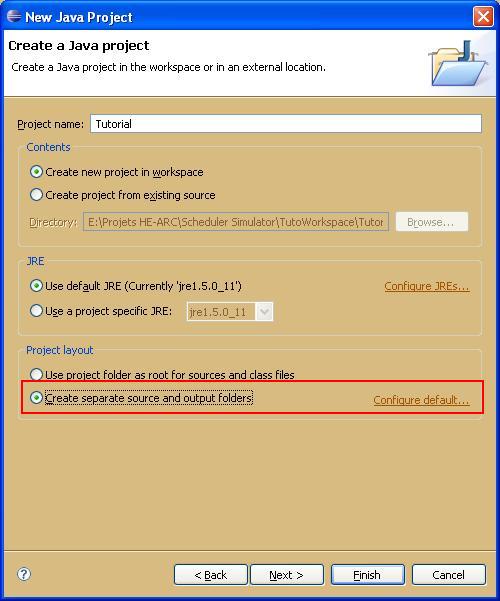 New Java Project
Create a Java project
Create a Java project in the workspace or in an external location.
Project name: Tutorial
Contents
Create new project in workspace
Create project from existing source
Directory: E:\Projets HE-ARC\Scheduler Simulator\TutoWorkspace\Tutor Browse...
JRE
Use default JRE (Currently 'jre1.5.0_11') Configure JREs...
Use a project specific JRE: jre1.5.0_11
Project layout
Use project folder as root for sources and class files
Create separate source and output folders Configure default...
? < Back Next > Finish Cancel